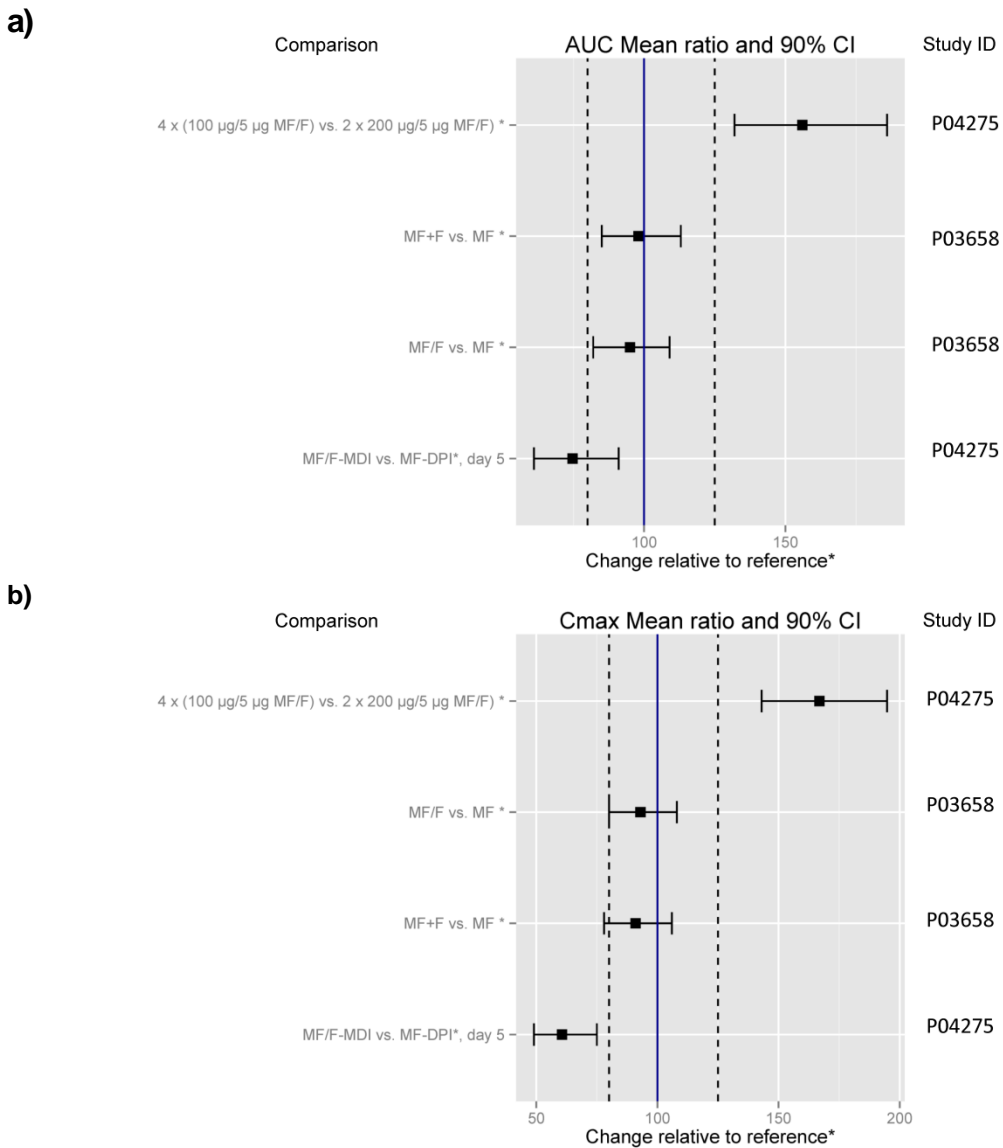 a)
Comparison AUC Mean ratio and 90% CI Study ID
4 x (100 µg/5 µg MF/F) vs. 2 x 200 µg/5 µg MF/F) * P04275
MF+F vs. MF * P03658
MF/F vs. MF * P03658
MF/F-MDI vs. MF-DPI*, day 5 P04275
100 150
Change relative to reference*
b)
Comparison Cmax Mean ratio and 90% CI Study ID
4 x (100 µg/5 µg MF/F) vs. 2 x 200 µg/5 µg MF/F) * P04275
MF/F vs. MF * P03658
MF+F vs. MF * P03658
MF/F-MDI vs. MF-DPI*, day 5 P04275
50 100 150 200
Change relative to reference*